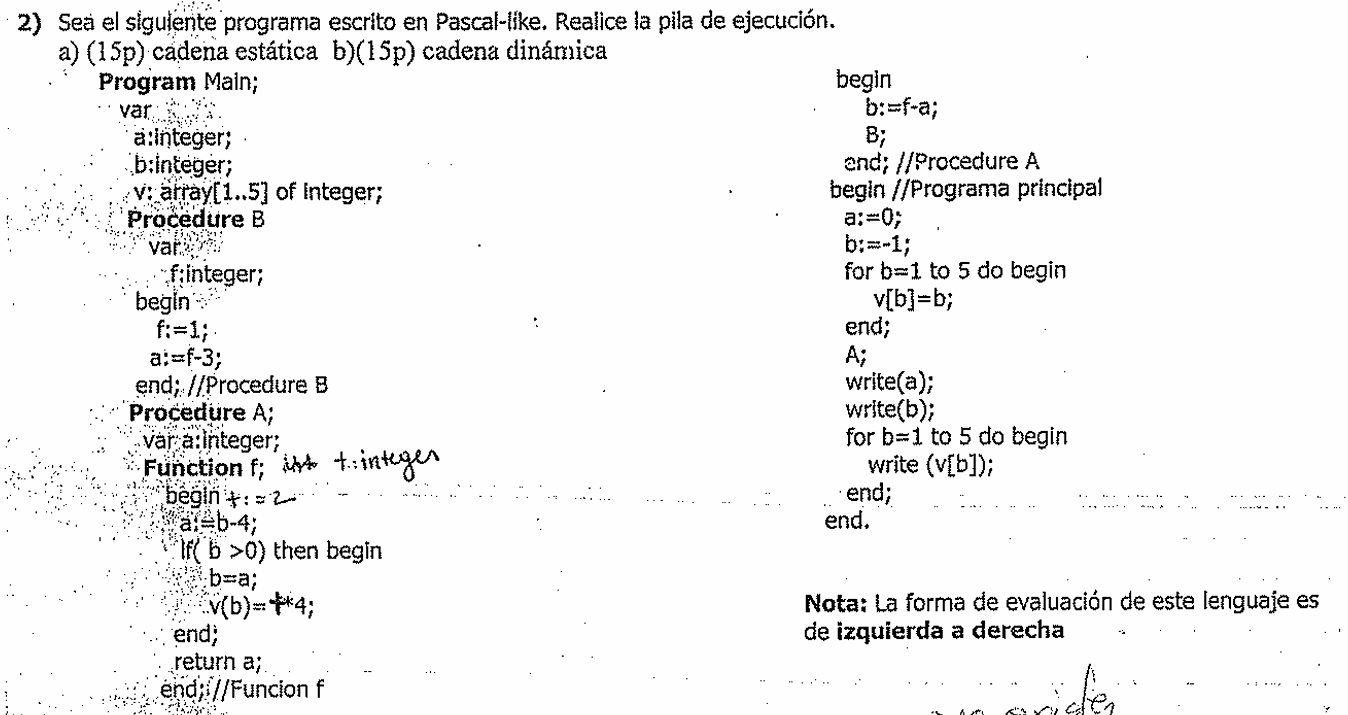 2) Sea el siguiente programa escrito en Pascal-like. Realice la pila de ejecución.
a) (15p) cadena estática b)(15p) cadena dinámica
Program Main;
var
a:integer;
b:integer;
v: array[1..5] of integer;
Procedure B
var
f:integer;
begin
f:=1;
a:=f-3;
end; //Procedure B
Procedure A;
var a:integer;
Function f; t:integer
begin t:=2
a:=b-4;
if( b >0) then begin
b=a;
v(b)=t*4;
end;
return a;
end; //Funcion f
begin
b:=f-a;
B;
end; //Procedure A
begin //Programa principal
a:=0;
b:=-1;
for b=1 to 5 do begin
v[b]=b;
end;
A;
write(a);
write(b);
for b=1 to 5 do begin
write (v[b]);
end;
end.
Nota: La forma de evaluación de este lenguaje es
de izquierda a derecha